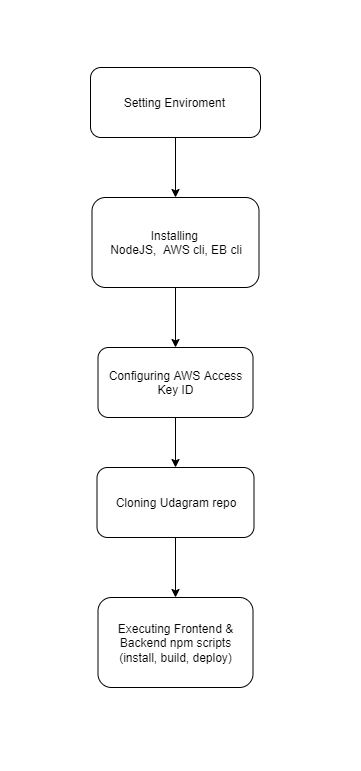 Setting Enviroment
Installing
NodeJS,  AWS cli, EB cli
Configuring AWS Access
Key ID
Cloning Udagram repo
Executing Frontend &
Backend npm scripts
(install, build, deploy)